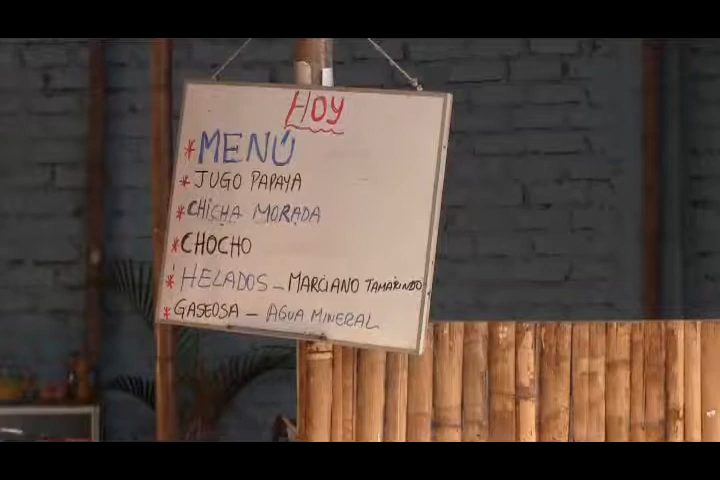 HOY
* MENÚ
* JUGO PAPAYA
* CHICHA MORADA
* CHOCHO
* HELADOS - MARCIANO TAMARINDO
* GASEOSA - AGUA MINERAL